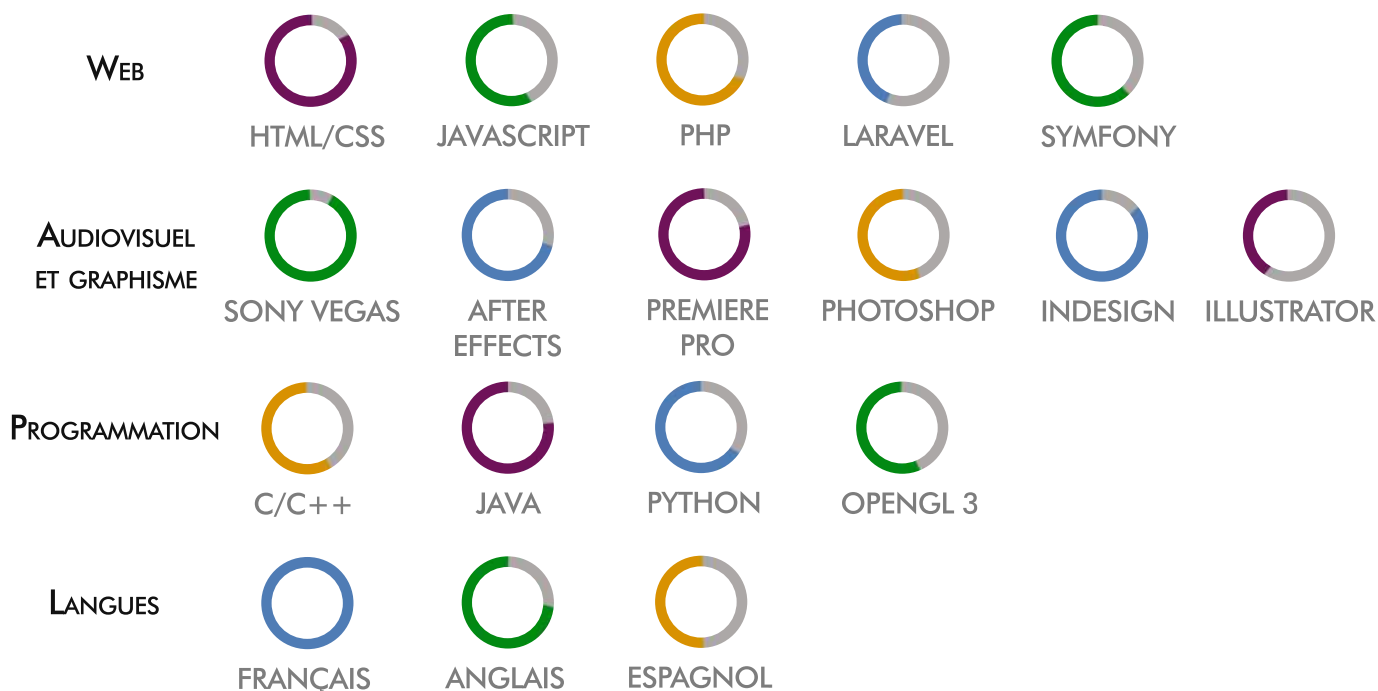 WEB
HTML/CSS
JAVASCRIPT
PHP
LARAVEL
SYMFONY
AUDIOVISUEL
ET GRAPHISME
SONY VEGAS
AFTER
EFFECTS
PREMIERE
PRO
PHOTOSHOP
INDESIGN
ILLUSTRATOR
PROGRAMMATION
C/C++
JAVA
PYTHON
OPENGL 3
LANGUES
FRANÇAIS
ANGLAIS
ESPAGNOL